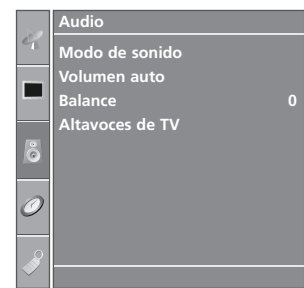 Audio
Modo de sonido
Volumen auto
Balance 0
Altavoces de TV